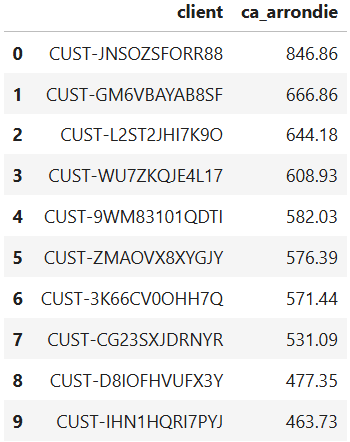 client ca_arrondie
0 CUST-JNSOZSFORR88 846.86
1 CUST-GM6VBAYAB8SF 666.86
2 CUST-L2ST2JHI7K9O 644.18
3 CUST-WU7ZKQJE4L17 608.93
4 CUST-9WM83101QDTI 582.03
5 CUST-ZMAOVX8XYGJY 576.39
6 CUST-3K66CV0OHH7Q 571.44
7 CUST-CG23SXJDRNYR 531.09
8 CUST-D8IOFHVUFX3Y 477.35
9 CUST-IHN1HQRI7PYJ 463.73